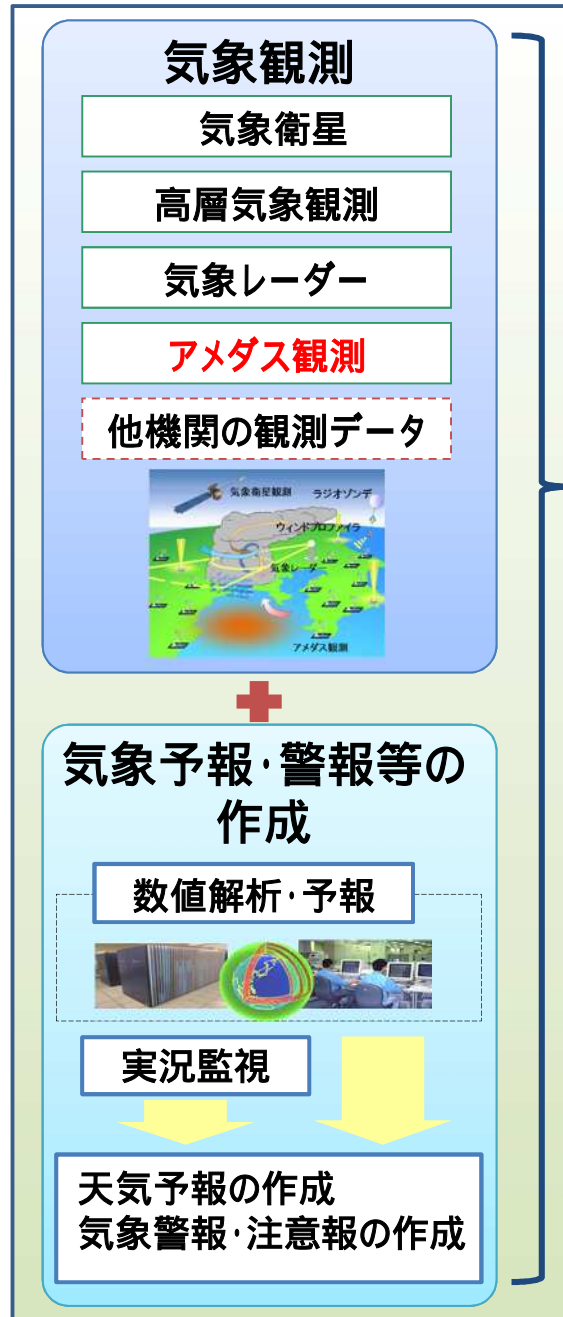 気象観測
気象衛星
高層気象観測
気象レーダー
アメダス観測
他機関の観測データ
気象衛星観測
ラジオゾンデ
ウィンドプロファイラ
気象レーダー
アメダス観測
気象予報・警報等の
作成
数値解析・予報
実況監視
天気予報の作成
気象警報・注意報の作成